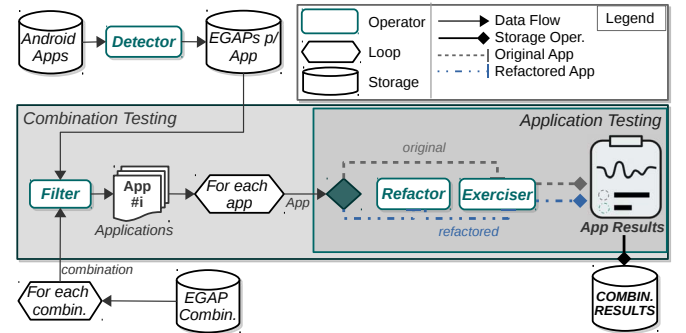 Android
Apps
Detector
EGAPs p/
App
Legend
Operator
Loop
Storage
Data Flow
Storage Oper.
Original App
Refactored App
Combination Testing
Application Testing
Filter
App
#i
Applications
For each
app
App
original
Refactor
Exerciser
refactored
App Results
combination
For each
combin.
EGAP
Combin.
COMBIN.
RESULTS